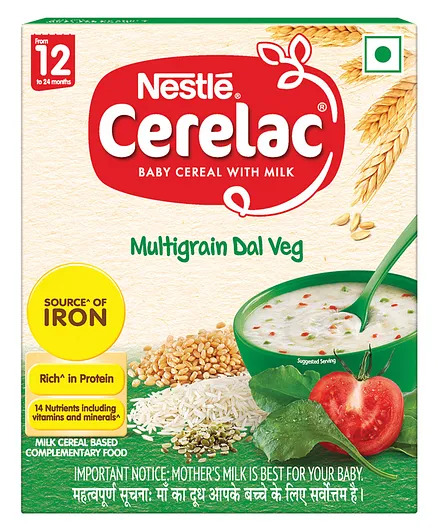 From
12
to 24 months
Nestlé®
Cerelac®
BABY CEREAL WITH MILK
Multigrain Dal Veg
SOURCE^ OF
IRON
Rich^ in Protein
14 Nutrients including
vitamins and minerals^
Suggested Serving
MILK CEREAL BASED
COMPLEMENTARY FOOD
IMPORTANT NOTICE: MOTHER'S MILK IS BEST FOR YOUR BABY.
महत्वपूर्ण सूचना: माँ का दूध आपके बच्चे के लिए सर्वोत्तम है।